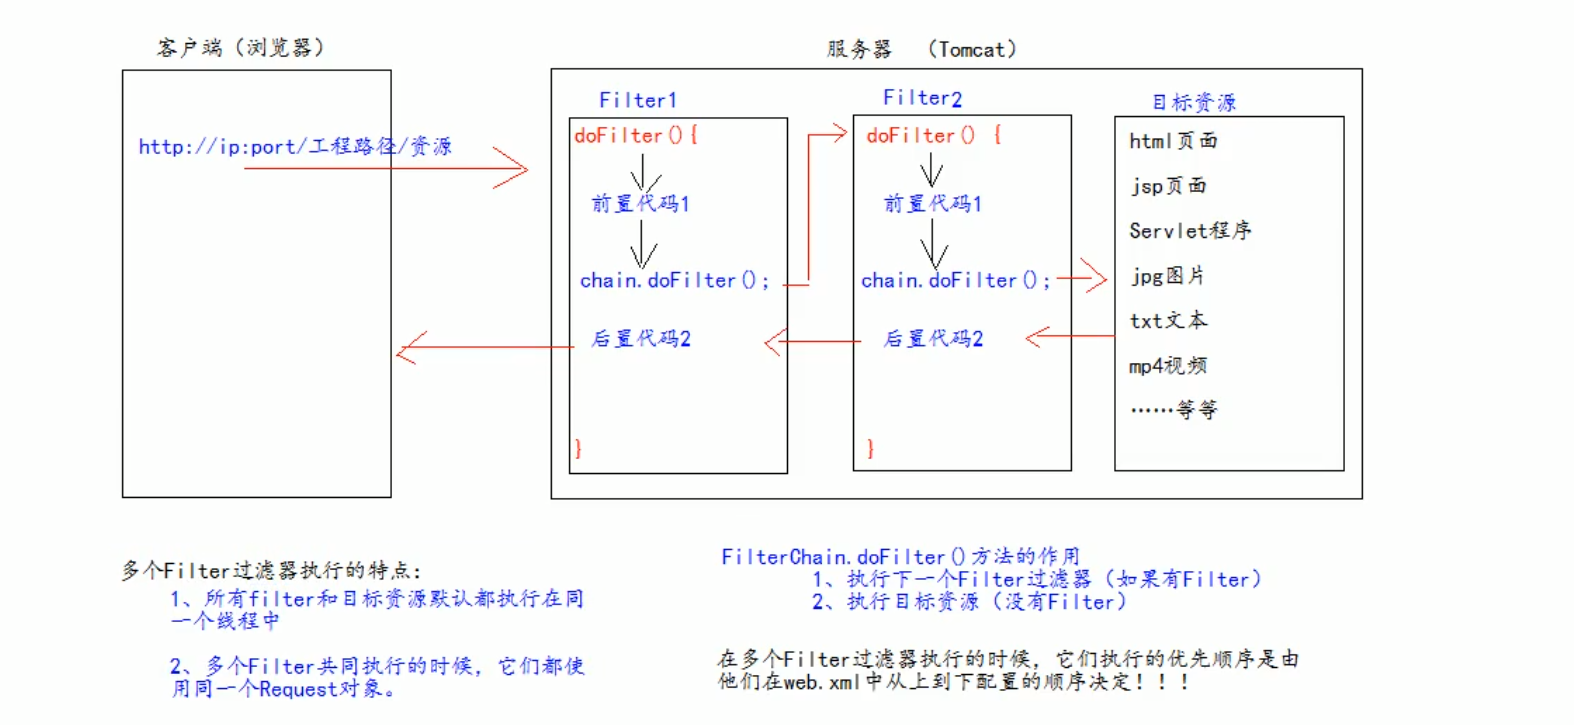 客户端（浏览器）
http://ip:port/工程路径/资源
服务器 （Tomcat）
Filter1
doFilter(){
前置代码1
chain.doFilter();
后置代码2
}
Filter2
doFilter() {
前置代码1
chain.doFilter();
后置代码2
}
目标资源
html页面
jsp页面
Servlet程序
jpg图片
txt文本
mp4视频
……等等
多个Filter过滤器执行的特点:
1、所有filter和目标资源默认都执行在同
一个线程中
2、多个Filter共同执行的时候，它们都使
用同一个Request对象。
FilterChain.doFilter()方法的作用
1、执行下一个Filter过滤器（如果有Filter）
2、执行目标资源（没有Filter）
在多个Filter过滤器执行的时候，它们执行的优先顺序是由
他们在web.xml中从上到下配置的顺序决定！！！